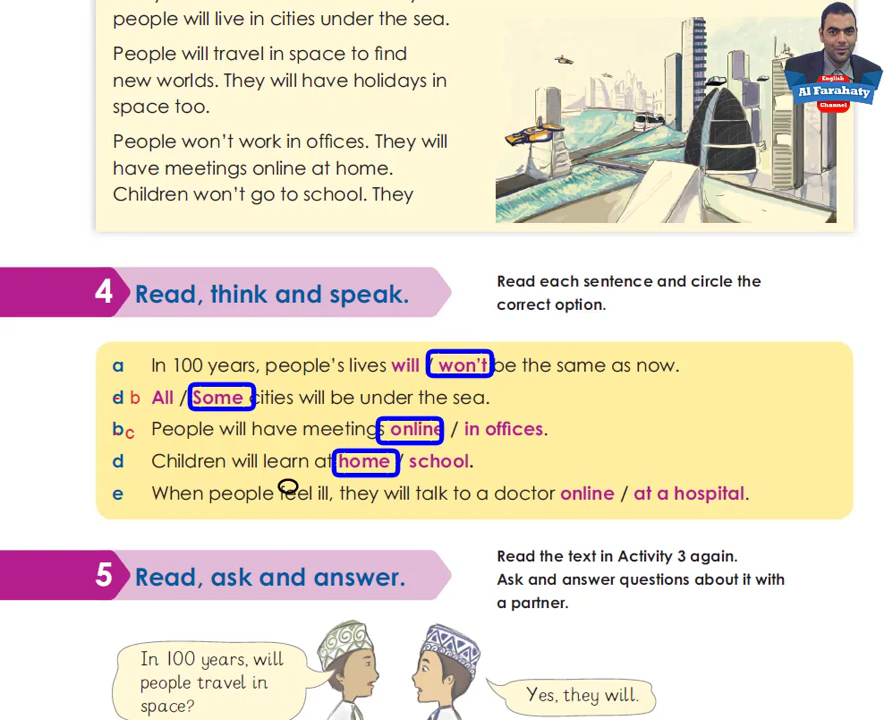 people will live in cities under the sea.
People will travel in space to find
new worlds. They will have holidays in
space too.
People won't work in offices. They will
have meetings online at home.
Children won't go to school. They
English
Al Farahaty
Channel
4 Read, think and speak.
Read each sentence and circle the
correct option.
a In 100 years, people's lives will / won't be the same as now.
d b All / Some cities will be under the sea.
b c People will have meetings online / in offices.
d Children will learn at home / school.
e When people feel ill, they will talk to a doctor online / at a hospital.
5 Read, ask and answer.
Read the text in Activity 3 again.
Ask and answer questions about it with
a partner.
In 100 years, will
people travel in
space?
Yes, they will.